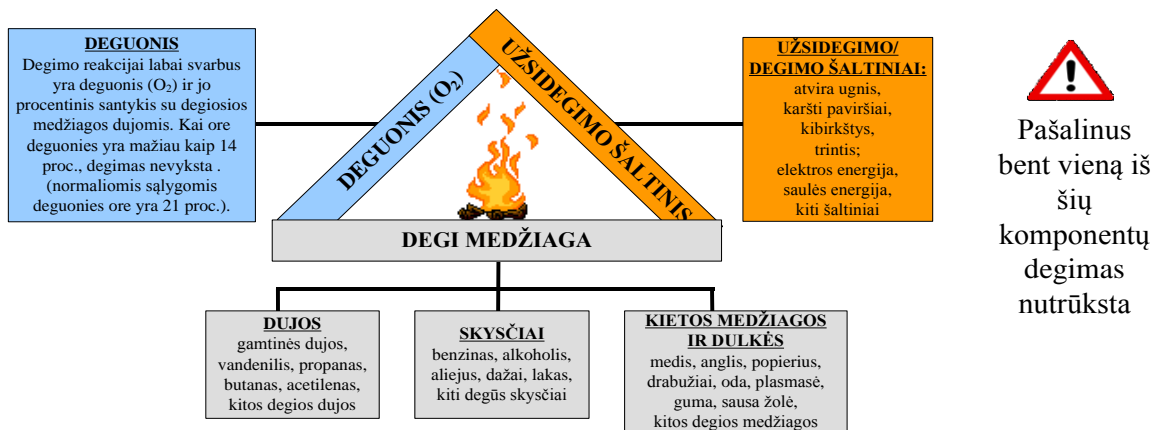 DEGUONIS
Degimo reakcijai labai svarbus
yra deguonis (O₂) ir jo
procentinis santykis su degiosios
medžiagos dujomis. Kai ore
deguonies yra mažiau kaip 14
proc., degimas nevyksta .
(normaliomis sąlygomis
deguonies ore yra 21 proc.).
DEGUONIS (O₂)
UŽSIDEGIMO ŠALTINIS
DEGI MEDŽIAGA
UŽSIDEGIMO/
DEGIMO ŠALTINIAI:
atvira ugnis,
karšti paviršiai,
kibirkštys,
trintis;
elektros energija,
saulės energija,
kiti šaltiniai
!
Pašalinus
bent vieną iš
šių
komponentų
degimas
nutrūksta
DUJOS
gamtinės dujos,
vandenilis, propanas,
butanas, acetilenas,
kitos degios dujos
SKYSČIAI
benzinas, alkoholis,
aliejus, dažai, lakas,
kiti degūs skysčiai
KIETOS MEDŽIAGOS
IR DULKĖS
medis, anglis, popierius,
drabužiai, oda, plasmasė,
guma, sausa žolė,
kitos degios medžiagos